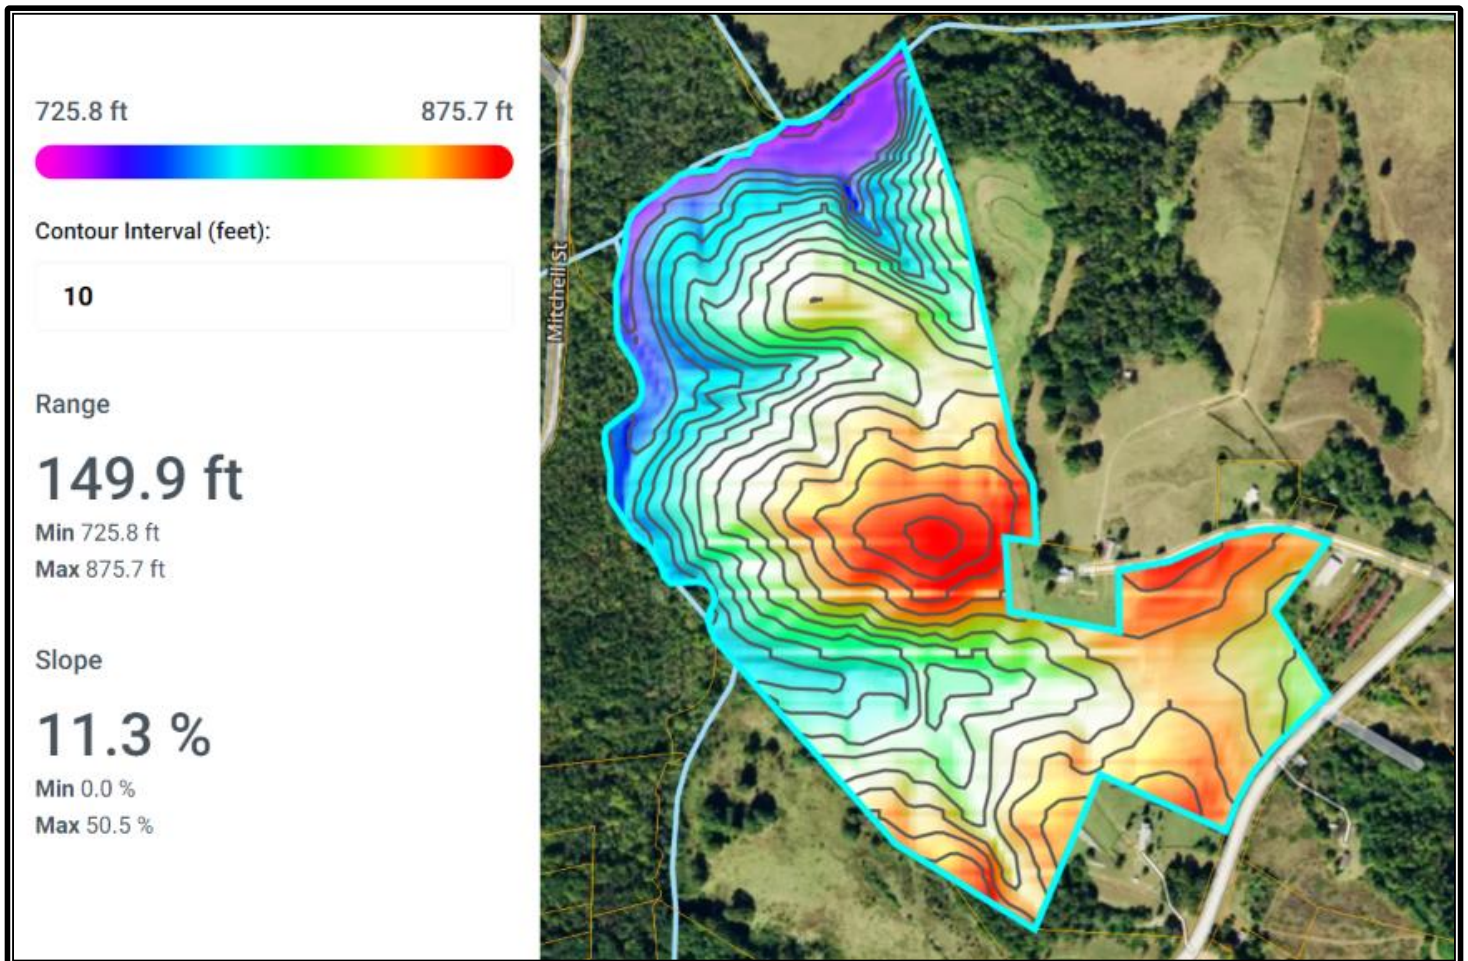 725.8 ft 875.7 ft
Contour Interval (feet):
10
Range
149.9 ft
Min 725.8 ft
Max 875.7 ft
Slope
11.3 %
Min 0.0 %
Max 50.5 %
Mitchell St